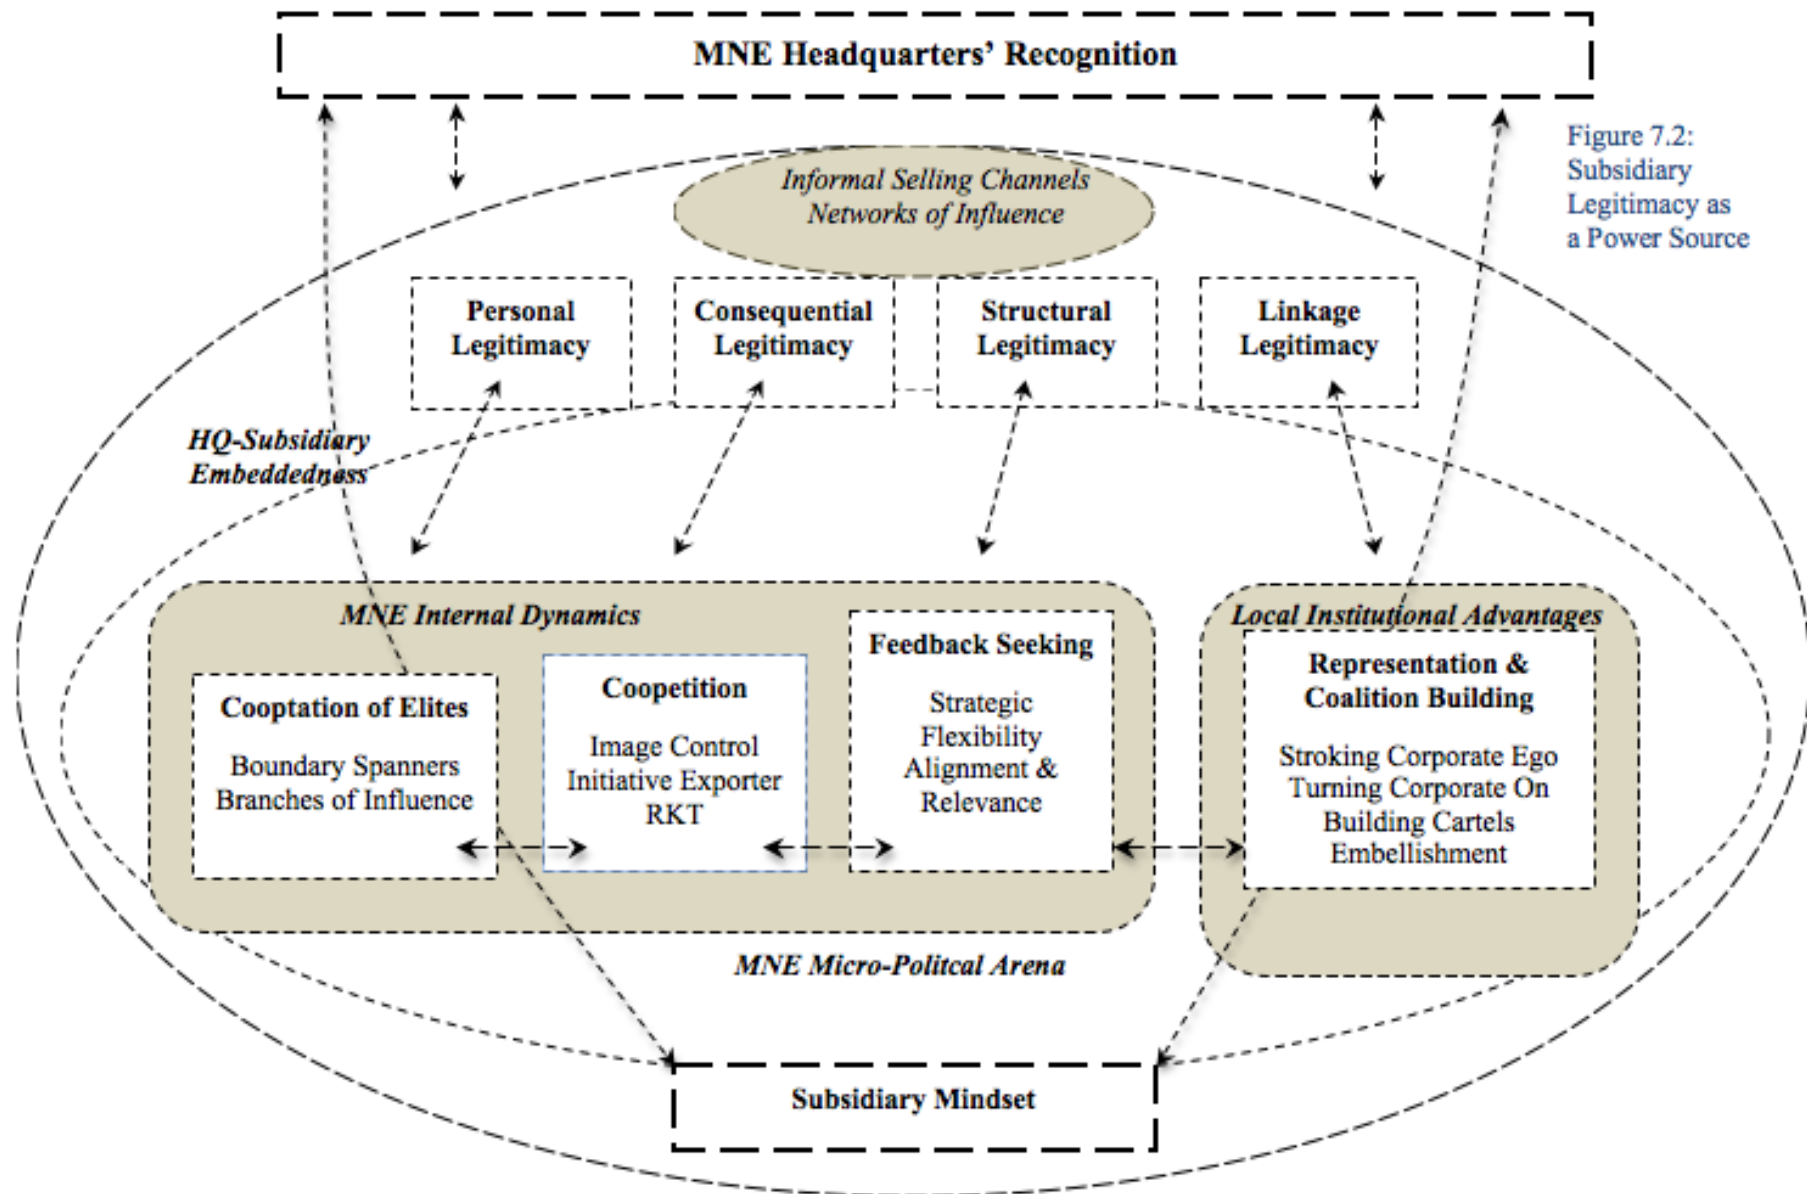 MNE Headquarters' Recognition
Figure 7.2:
Subsidiary
Legitimacy as
a Power Source
Informal Selling Channels
Networks of Influence
Personal
Legitimacy
Consequential
Legitimacy
Structural
Legitimacy
Linkage
Legitimacy
HQ-Subsidiary
Embeddedness
MNE Internal Dynamics
Cooptation of Elites
Boundary Spanners
Branches of Influence
Coopetition
Image Control
Initiative Exporter
RKT
Feedback Seeking
Strategic
Flexibility
Alignment &
Relevance
Local Institutional Advantages
Representation &
Coalition Building
Stroking Corporate Ego
Turning Corporate On
Building Cartels
Embellishment
MNE Micro-Politcal Arena
Subsidiary Mindset